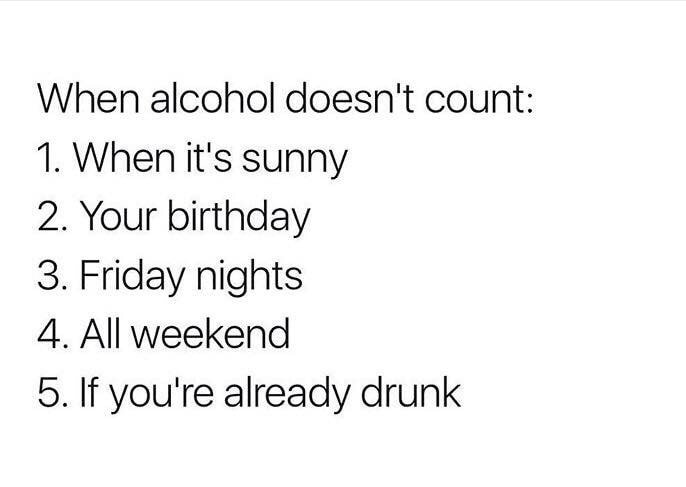 When alcohol doesn't count:
1. When it's sunny
2. Your birthday
3. Friday nights
4. All weekend
5. If you're already drunk